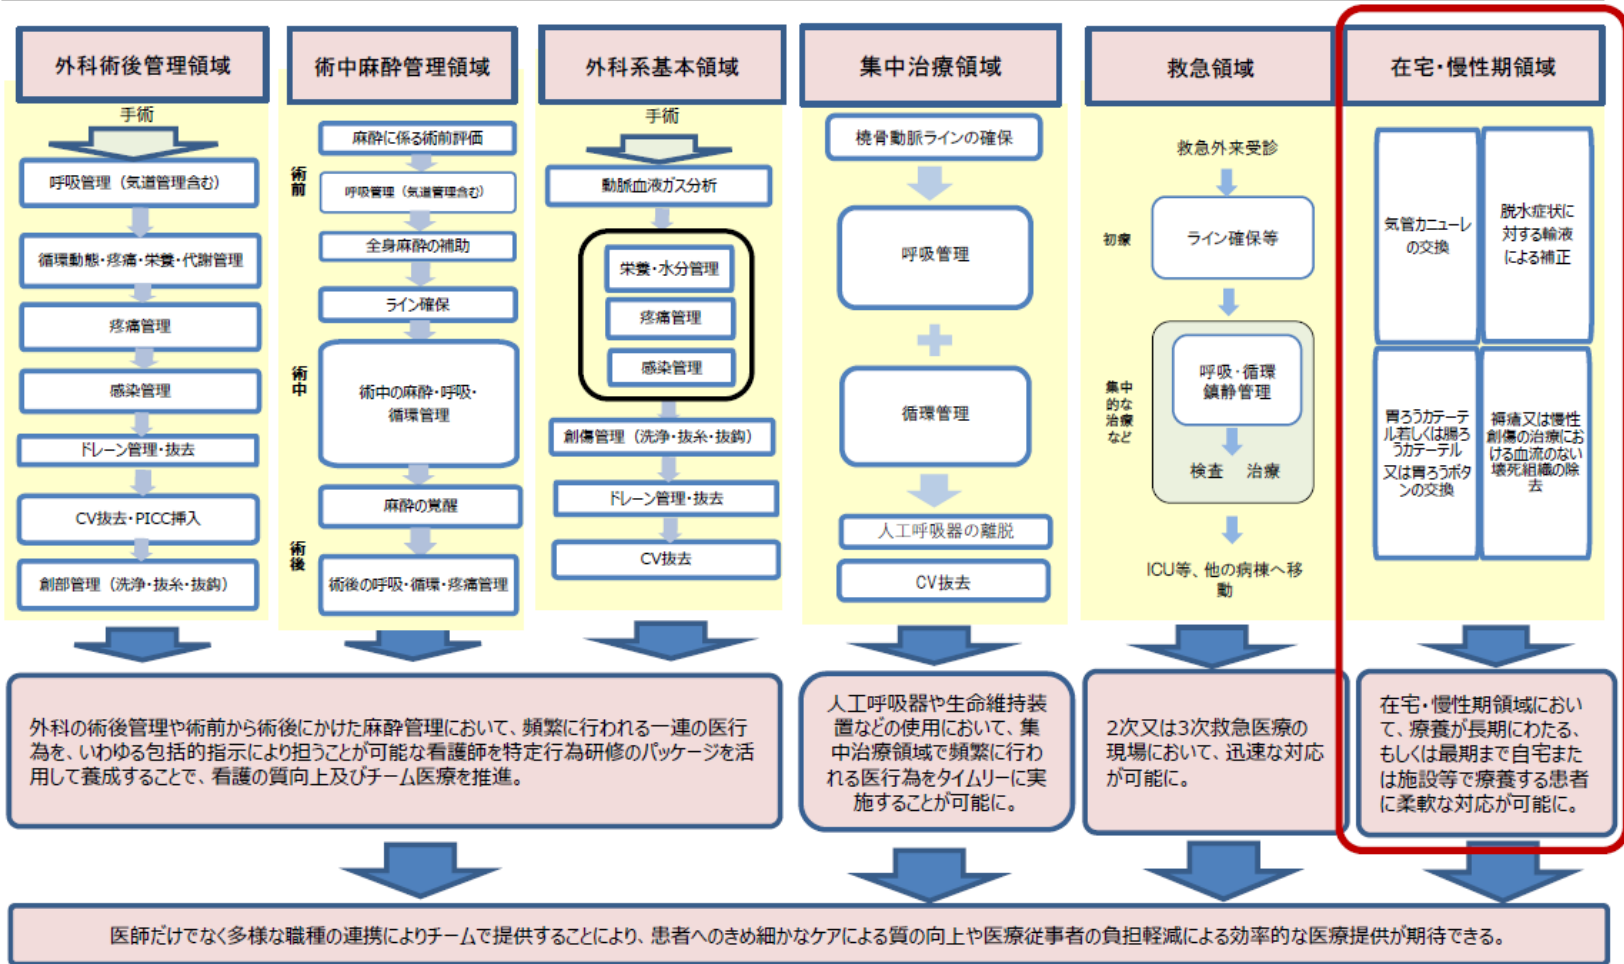 外科術後管理領域
手術
呼吸管理（気道管理含む）
循環動態・疼痛・栄養・代謝管理
疼痛管理
感染管理
ドレーン管理・抜去
CV抜去・PICC挿入
創部管理（洗浄・抜糸・抜鈎）
術中麻酔管理領域
術前
麻酔に係る術前評価
呼吸管理（気道管理含む）
全身麻酔の補助
ライン確保
術中
術中の麻酔・呼吸・
循環管理
麻酔の覚醒
術後
術後の呼吸・循環・疼痛管理
外科系基本領域
手術
動脈血液ガス分析
栄養・水分管理
疼痛管理
感染管理
創傷管理（洗浄・抜糸・抜鈎）
ドレーン管理・抜去
CV抜去
集中治療領域
橈骨動脈ラインの確保
呼吸管理
循環管理
人工呼吸器の離脱
CV抜去
救急領域
救急外来受診
初療
ライン確保等
集中
的な
治療
など
呼吸・循環
鎮静管理
検査　治療
ICU等、他の病棟へ移
動
在宅・慢性期領域
気管カニューレ
の交換
脱水症状に
対する輸液
による補正
胃ろうカテーテ
ル若しくは腸ろ
うカテーテル
又は胃ろうボタ
ンの交換
褥瘡又は慢性
創傷の治療にお
ける血流のない
壊死組織の除
去
外科の術後管理や術前から術後にかけた麻酔管理において、頻繁に行われる一連の医行
為を、いわゆる包括的指示により担うことが可能な看護師を特定行為研修のパッケージを活
用して養成することで、看護の質向上及びチーム医療を推進。
人工呼吸器や生命維持装
置などの使用において、集
中治療領域で頻繁に行わ
れる医行為をタイムリーに実
施することが可能に。
2次又は3次救急医療の
現場において、迅速な対応
が可能に。
在宅・慢性期領域におい
て、療養が長期にわたる、
もしくは最期まで自宅また
は施設等で療養する患者
に柔軟な対応が可能に。
医師だけでなく多様な職種の連携によりチームで提供することにより、患者へのきめ細かなケアによる質の向上や医療従事者の負担軽減による効率的な医療提供が期待できる。